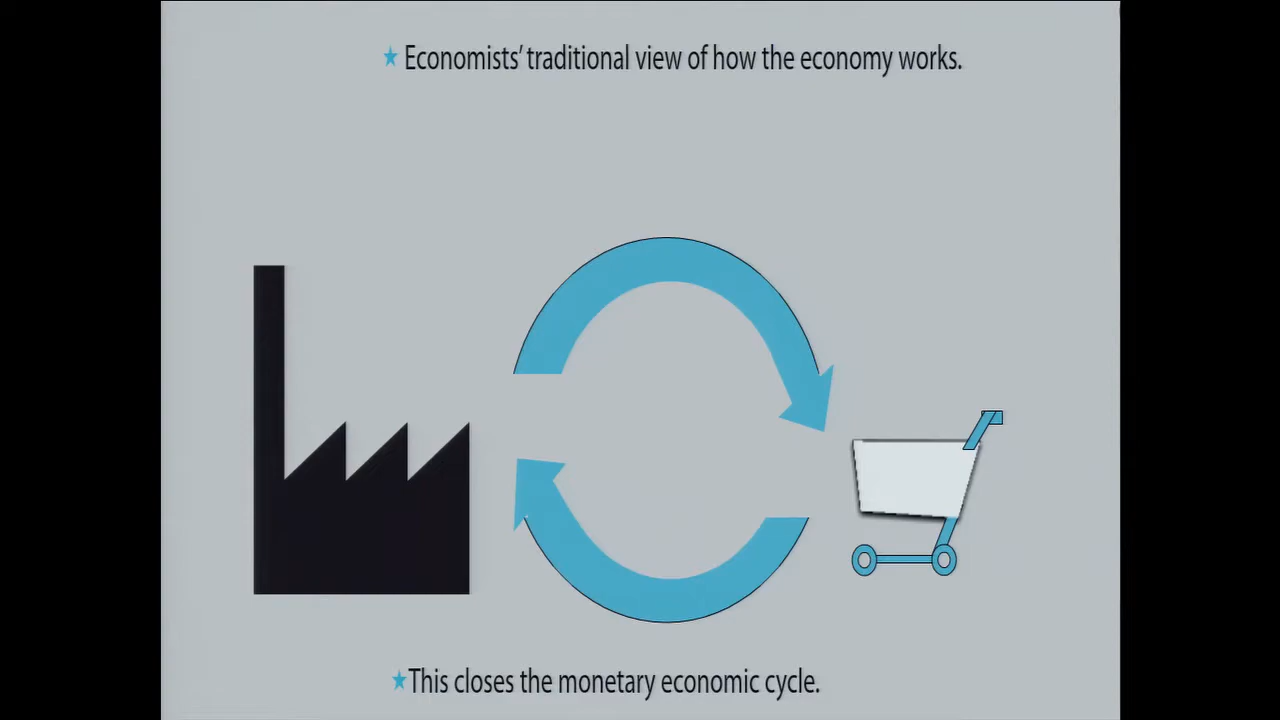 ★ Economists' traditional view of how the economy works.
★This closes the monetary economic cycle.